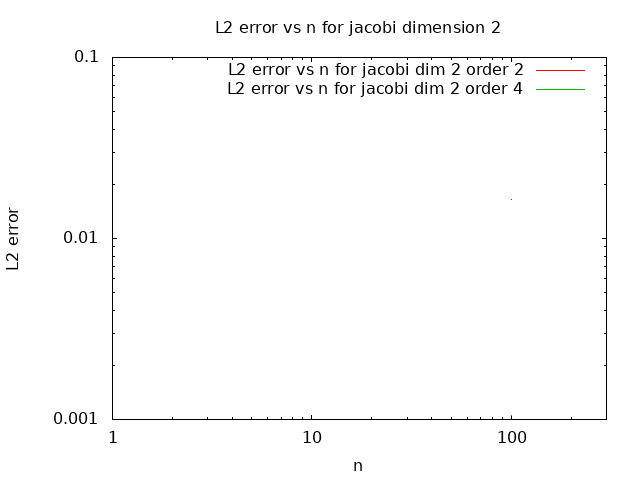 L2 error vs n for jacobi dimension 2
0.1
L2 error vs n for jacobi dim 2 order 2
L2 error vs n for jacobi dim 2 order 4
L2 error
0.01
0.001
1 10 100
n